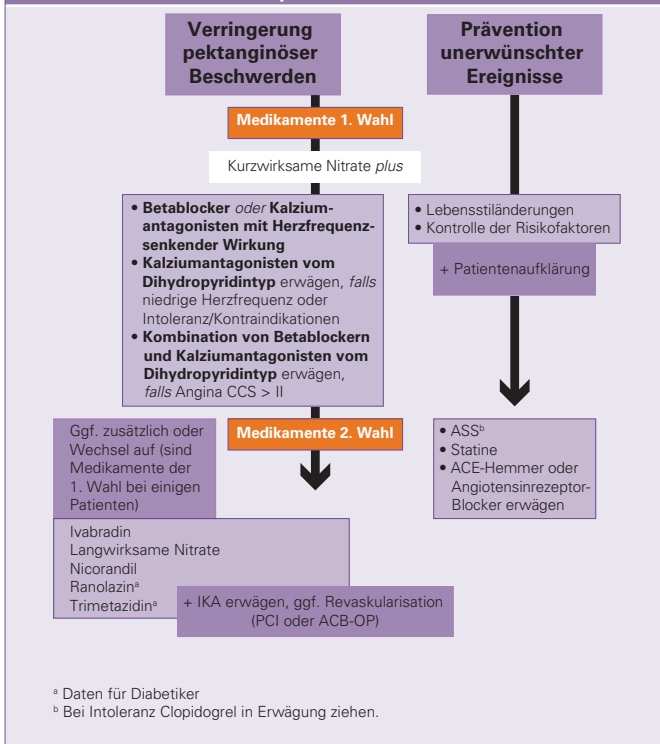 Verringerung
pektanginöser
Beschwerden
Prävention
unerwünschter
Ereignisse
Medikamente 1. Wahl
Kurzwirksame Nitrate plus
• Betablocker oder Kalzium-
antagonisten mit Herzfrequenz-
senkender Wirkung
• Kalziumantagonisten vom
Dihydropyridintyp erwägen, falls
niedrige Herzfrequenz oder
Intoleranz/Kontraindikationen
• Kombination von Betablockern
und Kalziumantagonisten vom
Dihydropyridintyp erwägen,
falls Angina CCS > II
• Lebensstiländerungen
• Kontrolle der Risikofaktoren
+ Patientenaufklärung
Medikamente 2. Wahl
Ggf. zusätzlich oder
Wechsel auf (sind
Medikamente der
1. Wahl bei einigen
Patienten)
Ivabradin
Langwirksame Nitrate
Nicorandil
Ranolazinᵃ
Trimetazidinᵃ
+ IKA erwägen, ggf. Revaskularisation
(PCI oder ACB-OP)
• ASSᵇ
• Statine
• ACE-Hemmer oder
Angiotensinrezeptor-
Blocker erwägen
ᵃ Daten für Diabetiker
ᵇ Bei Intoleranz Clopidogrel in Erwägung ziehen.